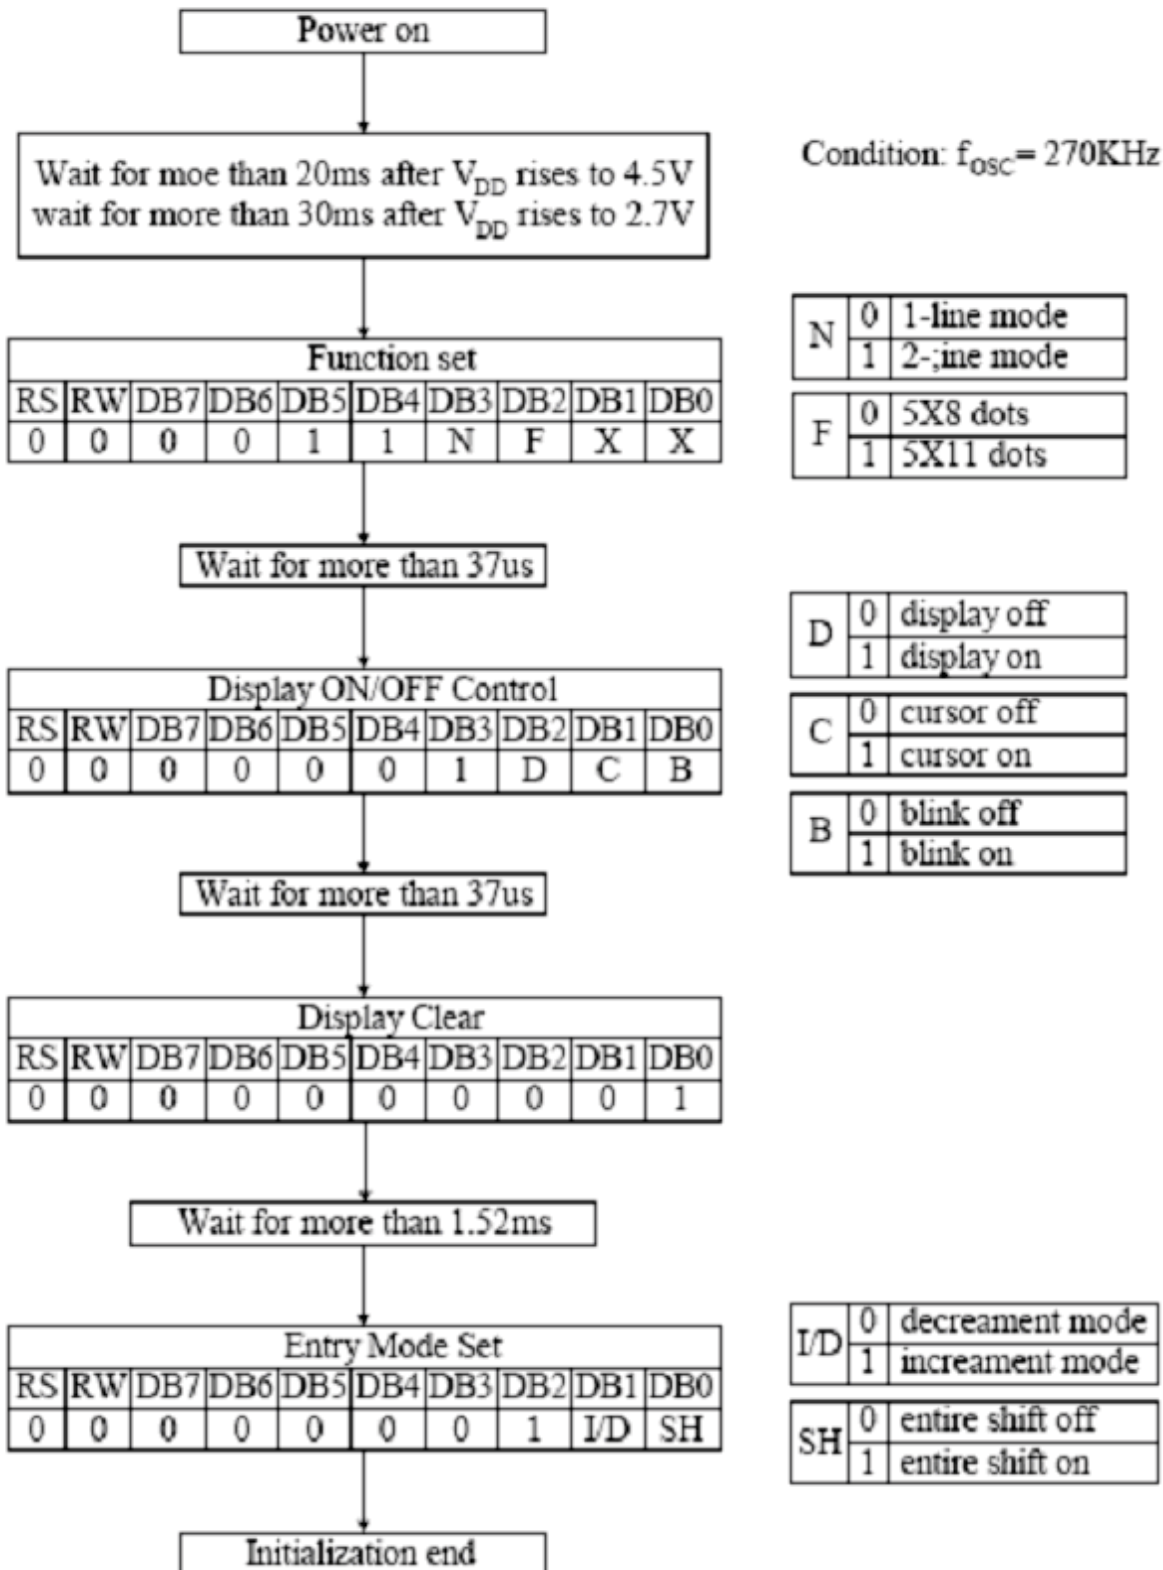 Power on
Wait for moe than 20ms after VDD rises to 4.5V
wait for more than 30ms after VDD rises to 2.7V
Condition: fOSC= 270KHz
Function set
RS RW DB7 DB6 DB5 DB4 DB3 DB2 DB1 DB0
0 0 0 0 1 1 N F X X
N 0 1-line mode
1 2-;ine mode
F 0 5X8 dots
1 5X11 dots
Wait for more than 37us
Display ON/OFF Control
RS RW DB7 DB6 DB5 DB4 DB3 DB2 DB1 DB0
0 0 0 0 0 0 1 D C B
D 0 display off
1 display on
C 0 cursor off
1 cursor on
B 0 blink off
1 blink on
Wait for more than 37us
Display Clear
RS RW DB7 DB6 DB5 DB4 DB3 DB2 DB1 DB0
0 0 0 0 0 0 0 0 0 1
Wait for more than 1.52ms
Entry Mode Set
RS RW DB7 DB6 DB5 DB4 DB3 DB2 DB1 DB0
0 0 0 0 0 0 0 1 I/D SH
I/D 0 decreament mode
1 increament mode
SH 0 entire shift off
1 entire shift on
Initialization end